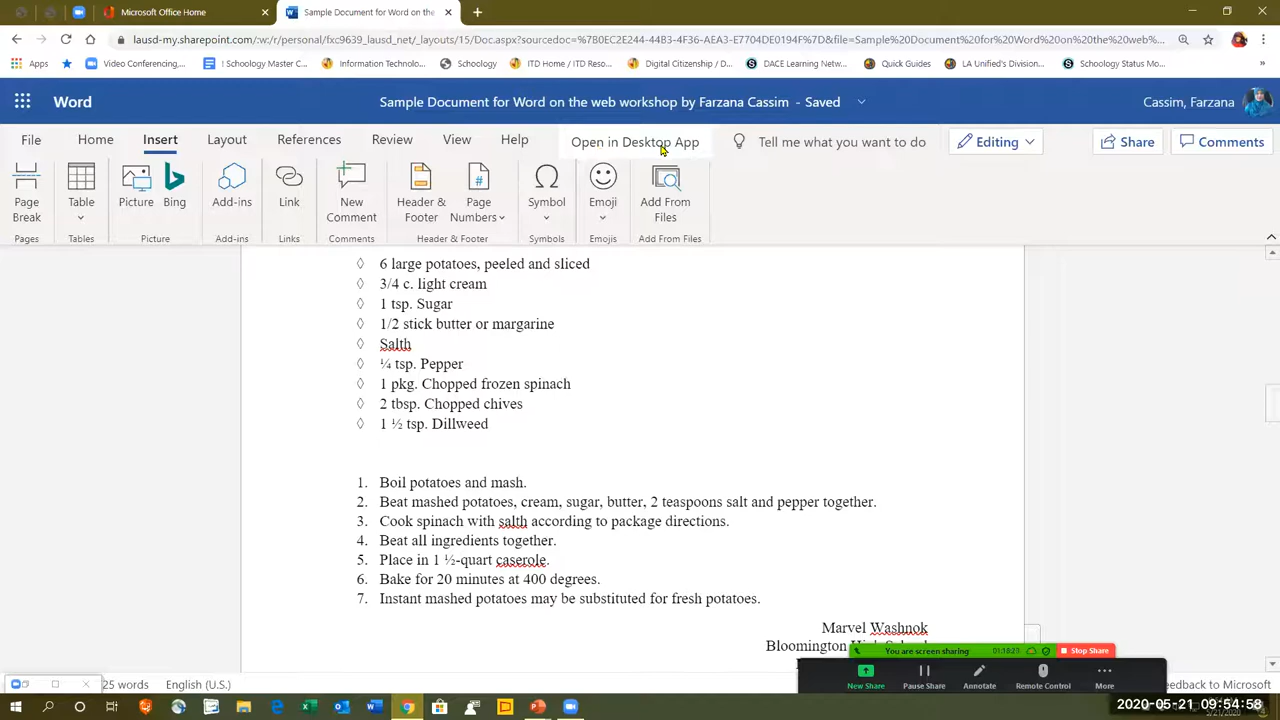 Microsoft Office Home
Sample Document for Word on the
lausd-my.sharepoint.com/:w:/r/personal/fxc9639_lausd_net/_layouts/15/Doc.aspx?sourcedoc=%7B0EC2E244-44B3-4F36-AEA3-E7704DE0194F%7D&file=Sample%20Document%20for%20Word%20on%20the%20web%...
Apps
Video Conferencing,...
! Schoology Master C...
Information Technolo...
Schoology
ITD Home / ITD Reso...
Digital Citizenship / D...
DACE Learning Netw...
Quick Guides
LA Unified's Division...
Schoology Status Mo...
»
Word
Sample Document for Word on the web workshop by Farzana Cassim - Saved
Cassim, Farzana
File Home Insert Layout References Review View Help Open in Desktop App Tell me what you want to do Editing Share Comments
Page Break
Table
Picture
Bing
Add-ins
Link
New Comment
Header & Footer
Page Numbers
Symbol
Emoji
Add From Files
Pages Tables Picture Add-ins Links Comments Header & Footer Symbols Emojis Add From Files
◊ 6 large potatoes, peeled and sliced
◊ 3/4 c. light cream
◊ 1 tsp. Sugar
◊ 1/2 stick butter or margarine
◊ Salth
◊ ¼ tsp. Pepper
◊ 1 pkg. Chopped frozen spinach
◊ 2 tbsp. Chopped chives
◊ 1 ½ tsp. Dillweed
1. Boil potatoes and mash.
2. Beat mashed potatoes, cream, sugar, butter, 2 teaspoons salt and pepper together.
3. Cook spinach with salth according to package directions.
4. Beat all ingredients together.
5. Place in 1 ½-quart caserole.
6. Bake for 20 minutes at 400 degrees.
7. Instant mashed potatoes may be substituted for fresh potatoes.
Marvel Washnok
Bloomington
You are screen sharing 01:16:23 Stop Share
New Share Pause Share Annotate Remote Control More
25 words English (U.S.)
eedback to Microsoft
2020-05-21 09:54:58